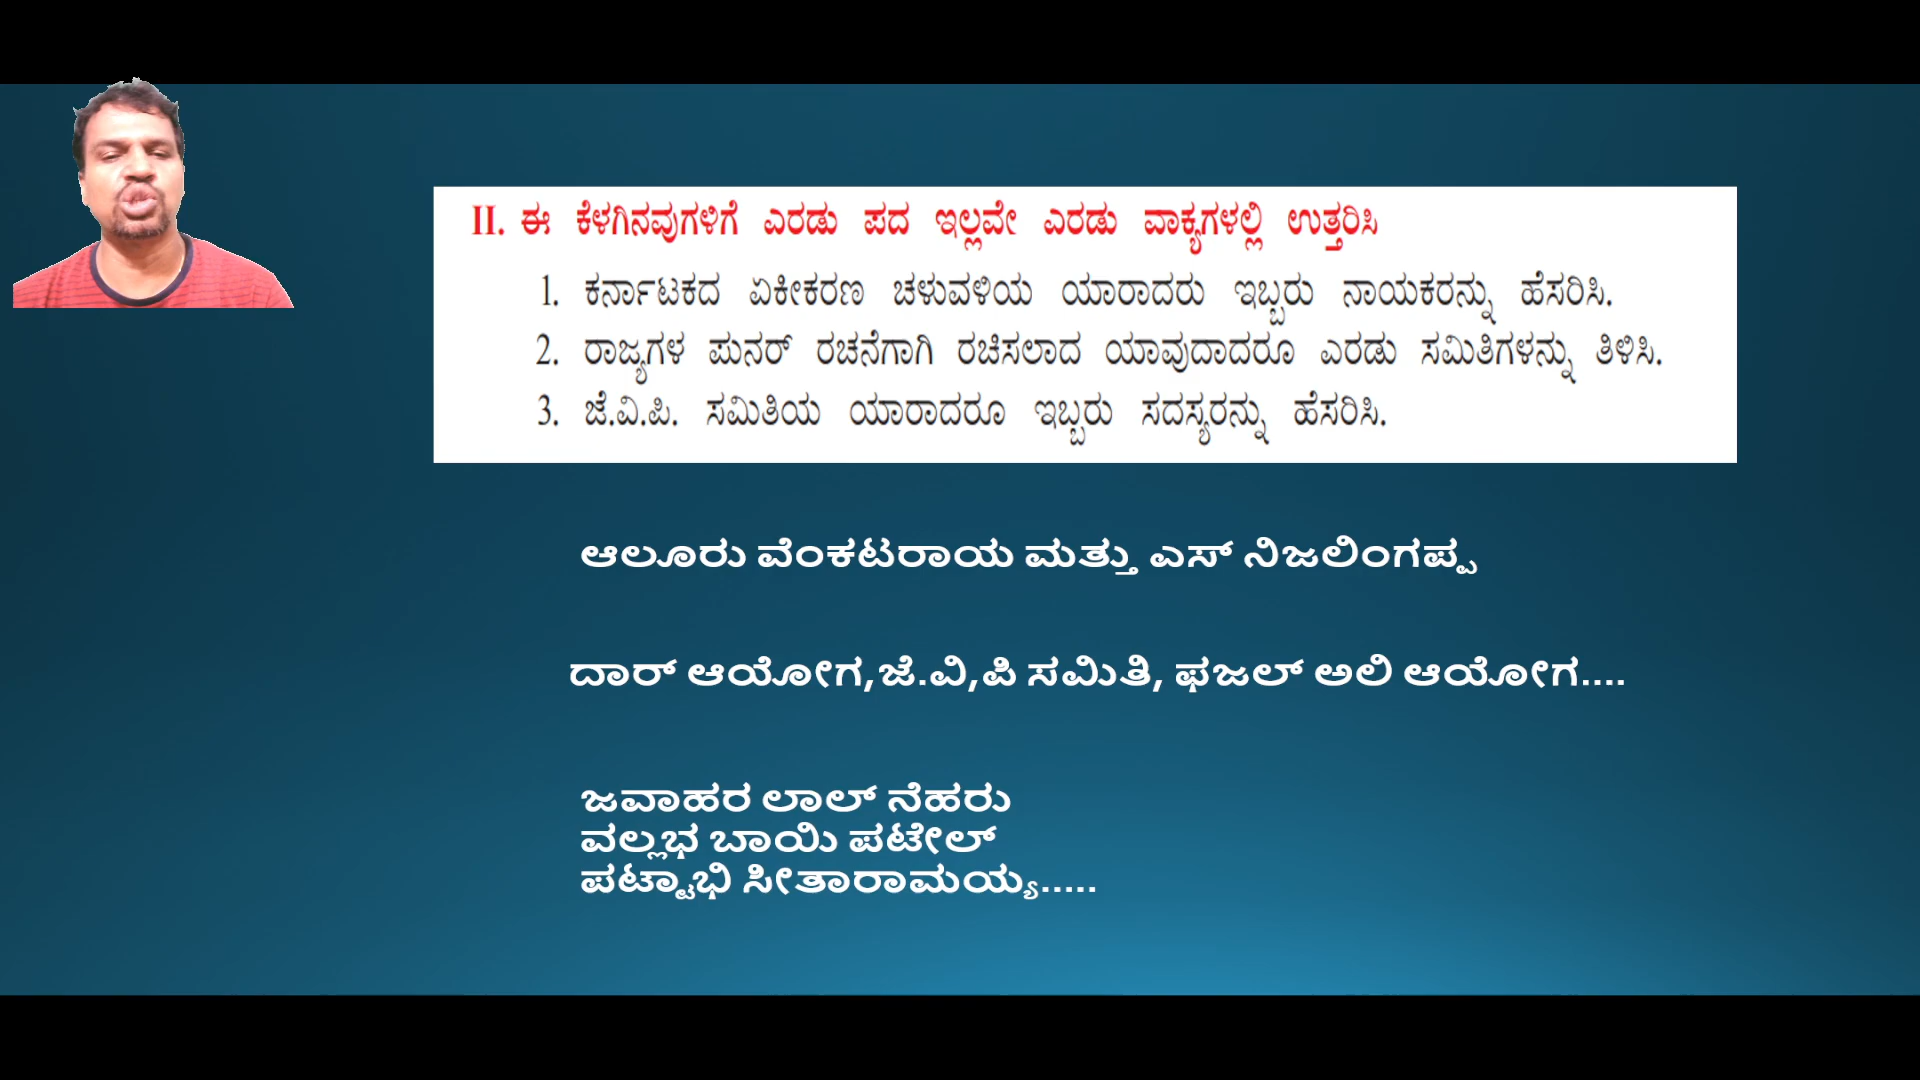 II. ಈ ಕೆಳಗಿನವುಗಳಿಗೆ ಎರಡು ಪದ ಇಲ್ಲವೇ ಎರಡು ವಾಕ್ಯಗಳಲ್ಲಿ ಉತ್ತರಿಸಿ
1. ಕರ್ನಾಟಕದ ಏಕೀಕರಣ ಚಳುವಳಿಯ ಯಾರಾದರು ಇಬ್ಬರು ನಾಯಕರನ್ನು ಹೆಸರಿಸಿ.
2. ರಾಜ್ಯಗಳ ಪುನರ್ ರಚನೆಗಾಗಿ ರಚಿಸಲಾದ ಯಾವುದಾದರೂ ಎರಡು ಸಮಿತಿಗಳನ್ನು ತಿಳಿಸಿ.
3. ಜೆ.ವಿ.ಪಿ. ಸಮಿತಿಯ ಯಾರಾದರೂ ಇಬ್ಬರು ಸದಸ್ಯರನ್ನು ಹೆಸರಿಸಿ.
ಆಲೂರು ವೆಂಕಟರಾಯ ಮತ್ತು ಎಸ್ ನಿಜಲಿಂಗಪ್ಪ
ದಾರ್ ಆಯೋಗ,ಜೆ.ವಿ,ಪಿ ಸಮಿತಿ, ಫಜಲ್ ಅಲಿ ಆಯೋಗ....
ಜವಾಹರ ಲಾಲ್ ನೆಹರು
ವಲ್ಲಭ ಬಾಯಿ ಪಟೇಲ್
ಪಟ್ಟಾಭಿ ಸೀತಾರಾಮಯ್ಯ.....